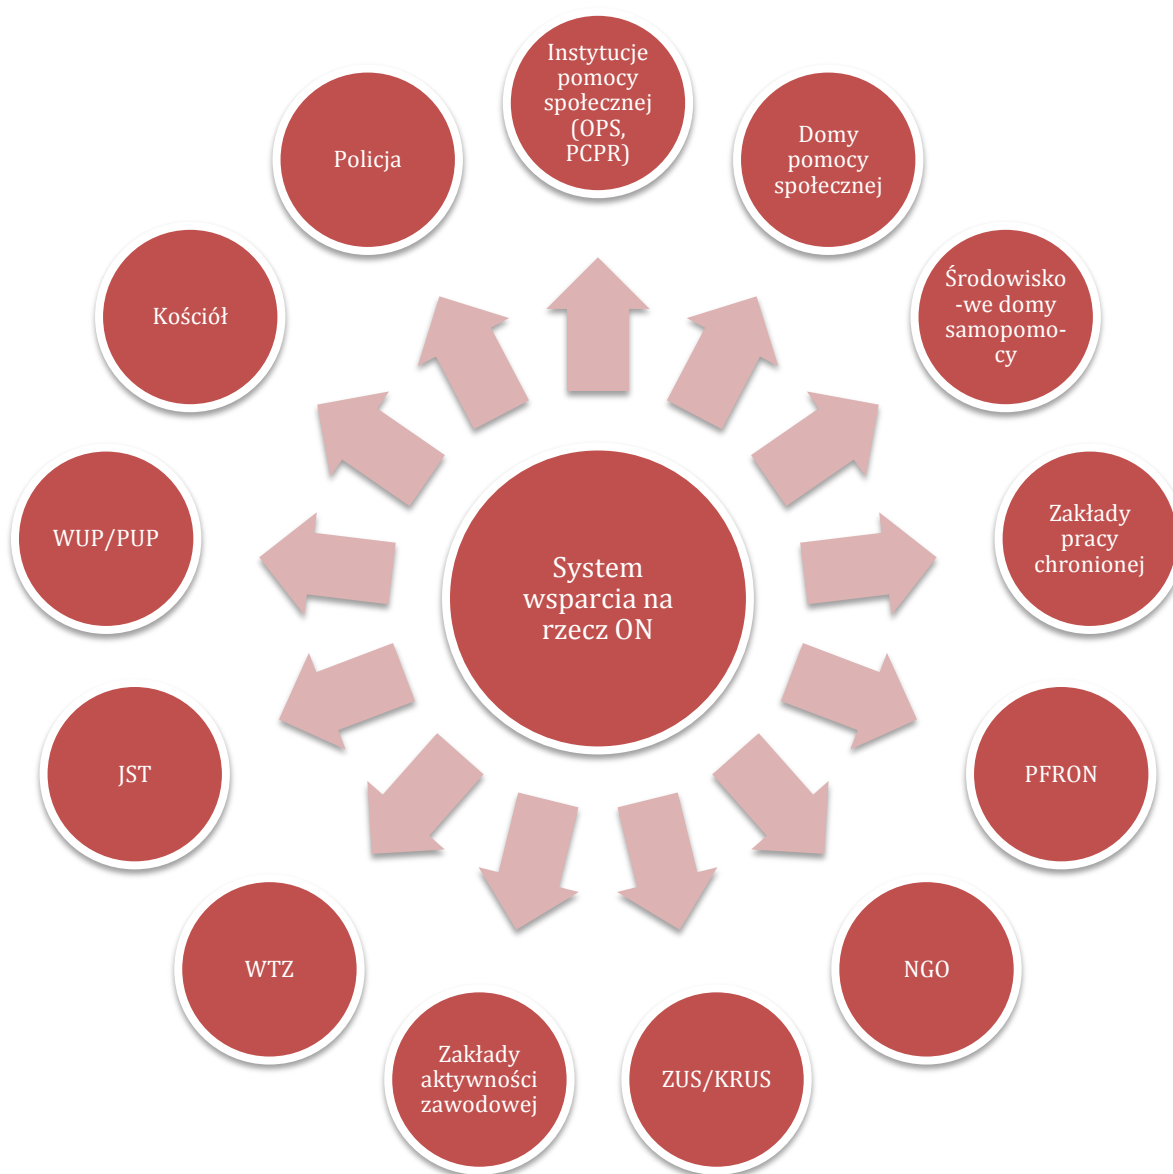 Instytucje
pomocy
społecznej
(OPS,
PCPR)
Domy
pomocy
społecznej
Środowisko
-we domy
samopomo-
cy
Zakłady
pracy
chronionej
PFRON
NGO
ZUS/KRUS
Zakłady
aktywności
zawodowej
WTZ
JST
WUP/PUP
Kościół
Policja
System
wsparcia na
rzecz ON